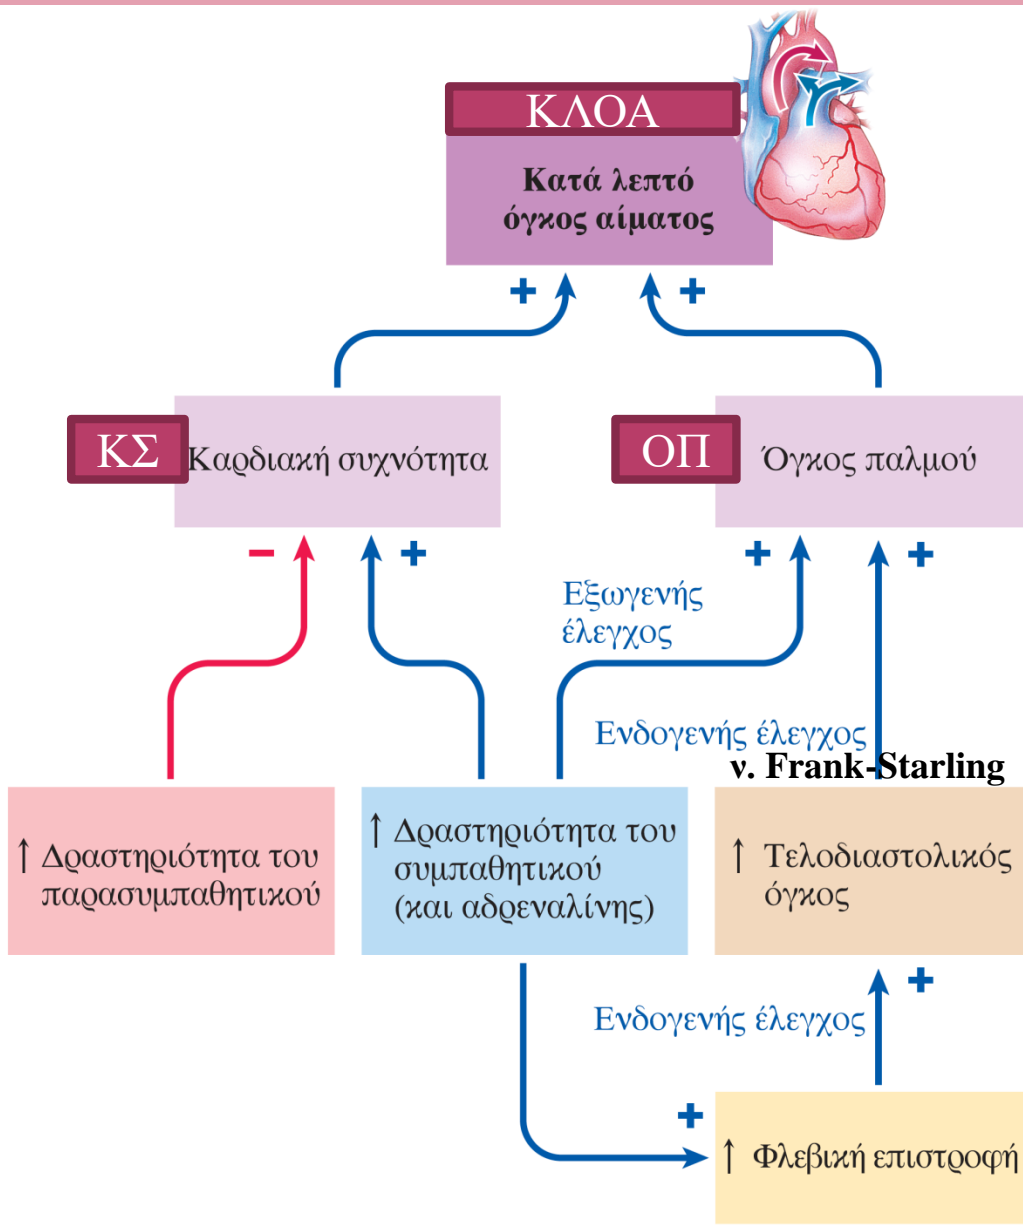 ΚΛΟΑ
Κατά λεπτό
όγκος αίματος
+
+
ΚΣ
Καρδιακή συχνότητα
ΟΠ
Όγκος παλμού
−
+
+
+
Εξωγενής
έλεγχος
Ενδογενής έλεγχος
ν. Frank-Starling
↑ Δραστηριότητα του
παρασυμπαθητικού
↑ Δραστηριότητα του
συμπαθητικού
(και αδρεναλίνης)
↑ Τελοδιαστολικός
όγκος
+
Ενδογενής έλεγχος
+
↑ Φλεβική επιστροφή